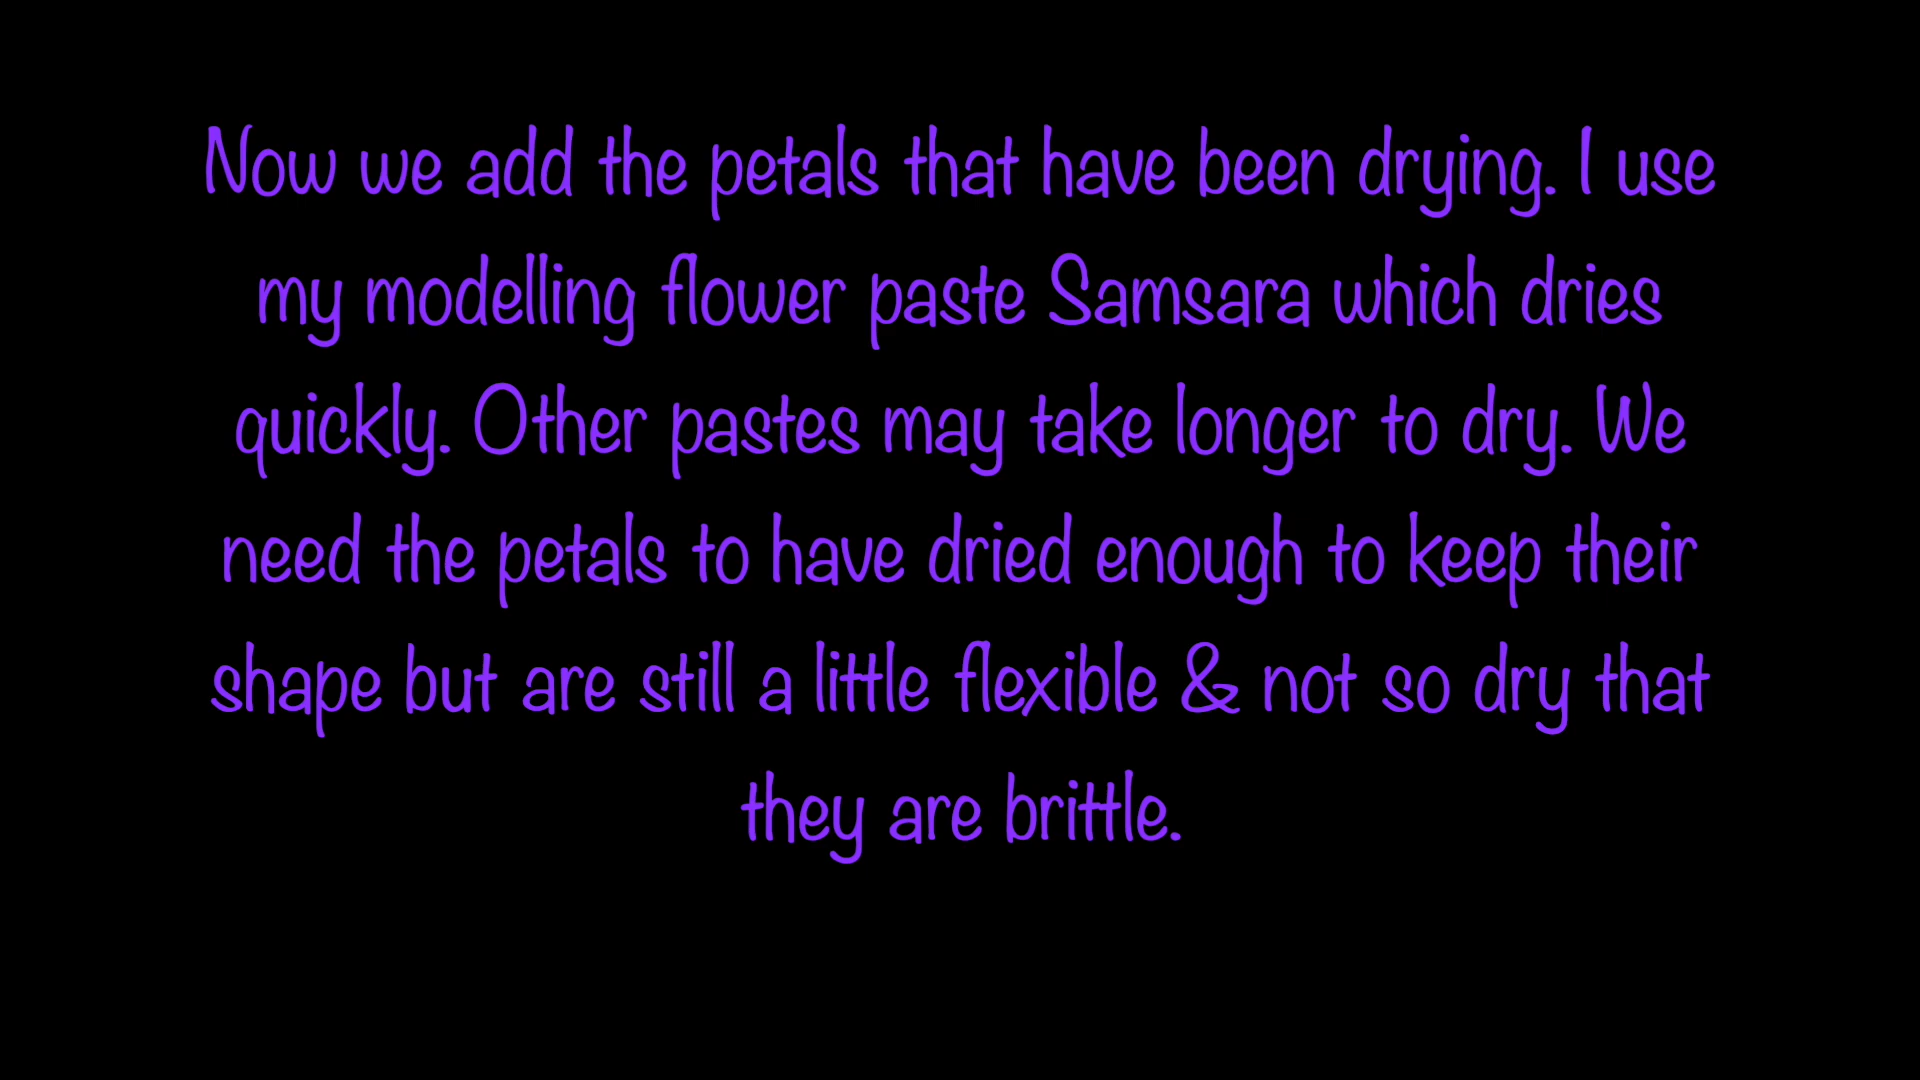 Now we add the petals that have been drying. I use
my modelling flower paste Samsara which dries
quickly. Other pastes may take longer to dry. We
need the petals to have dried enough to keep their
shape but are still a little flexible & not so dry that
they are brittle.